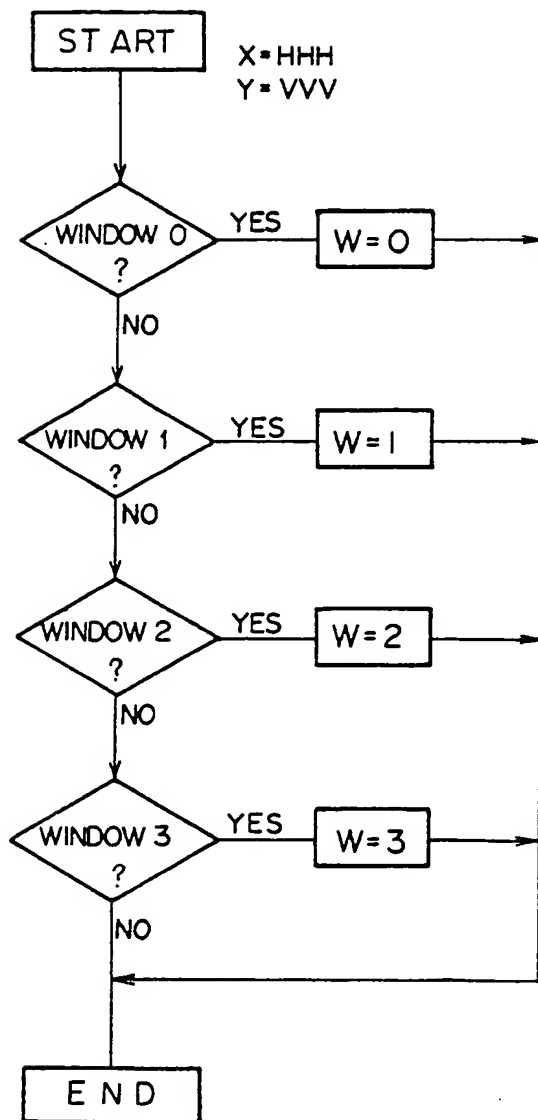 START
X=HHH
Y=VVV
WINDOW 0
?
YES
W=0
NO
WINDOW 1
?
YES
W=1
NO
WINDOW 2
?
YES
W=2
NO
WINDOW 3
?
YES
W=3
NO
END